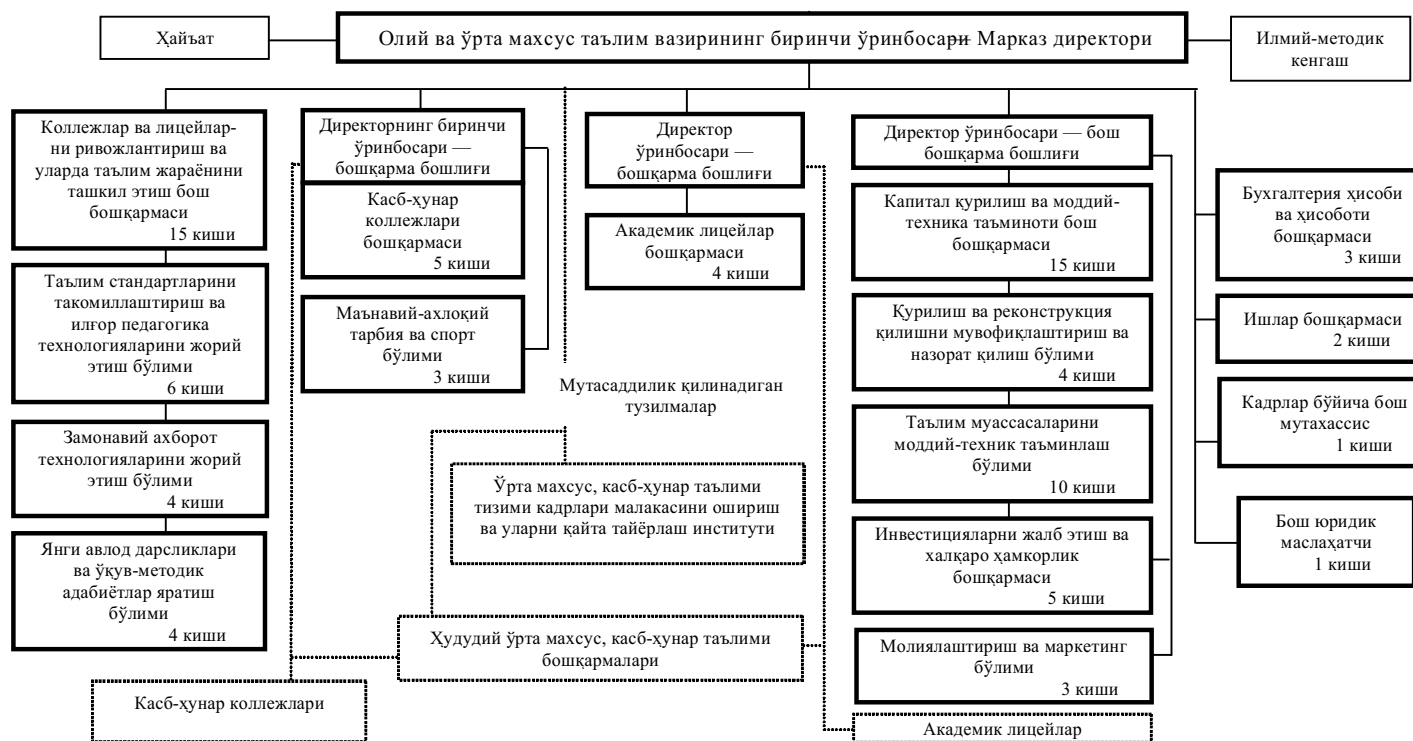 Ҳайъат
Олий ва ўрта махсус таълим вазирининг биринчи ўринбосари Марказ директори
Илмий-методик
кенгаш
Коллежлар ва лицейлар-
ни ривожлантириш ва
уларда таълим жараёнини
ташкил этиш бош
бошқармаси
15 киши
Таълим стандартларини
такомиллаштириш ва
илғор педагогика
технологияларини жорий
этиш бўлими
6 киши
Замонавий ахборот
технологияларини жорий
этиш бўлими
4 киши
Янги авлод дарсликлари
ва ўқув-методик
адабиётлар яратиш
бўлими
4 киши
Директорнинг биринчи
ўринбосари —
бошқарма бошлиғи
Касб-ҳунар
коллежлари
бошқармаси
5 киши
Маънавий-ахлоқий
тарбия ва спорт
бўлими
3 киши
Директор
ўринбосари —
бошқарма бошлиғи
Академик лицейлар
бошқармаси
4 киши
Директор ўринбосари — бош
бошқарма бошлиғи
Капитал қурилиш ва моддий-
техника таъминоти бош
бошқармаси
15 киши
Қурилиш ва реконструкция
қилишни мувофиқлаштириш ва
назорат қилиш бўлими
4 киши
Таълим муассасаларини
моддий-техник таъминлаш
бўлими
10 киши
Инвестицияларни жалб этиш ва
халқаро ҳамкорлик
бошқармаси
5 киши
Молиялаштириш ва маркетинг
бўлими
3 киши
Бухгалтерия ҳисоби
ва ҳисоботи
бошқармаси
3 киши
Ишлар бошқармаси
2 киши
Кадрлар бўйича бош
мутахассис
1 киши
Бош юридик
маслаҳатчи
1 киши
Мутасаддилик қилинадиган
тузилмалар
Ўрта махсус, касб-ҳунар таълими
тизими кадрлари малакасини ошириш
ва уларни қайта тайёрлаш институти
Ҳудудий ўрта махсус, касб-ҳунар таълими
бошқармалари
Касб-ҳунар коллежлари
Академик лицейлар